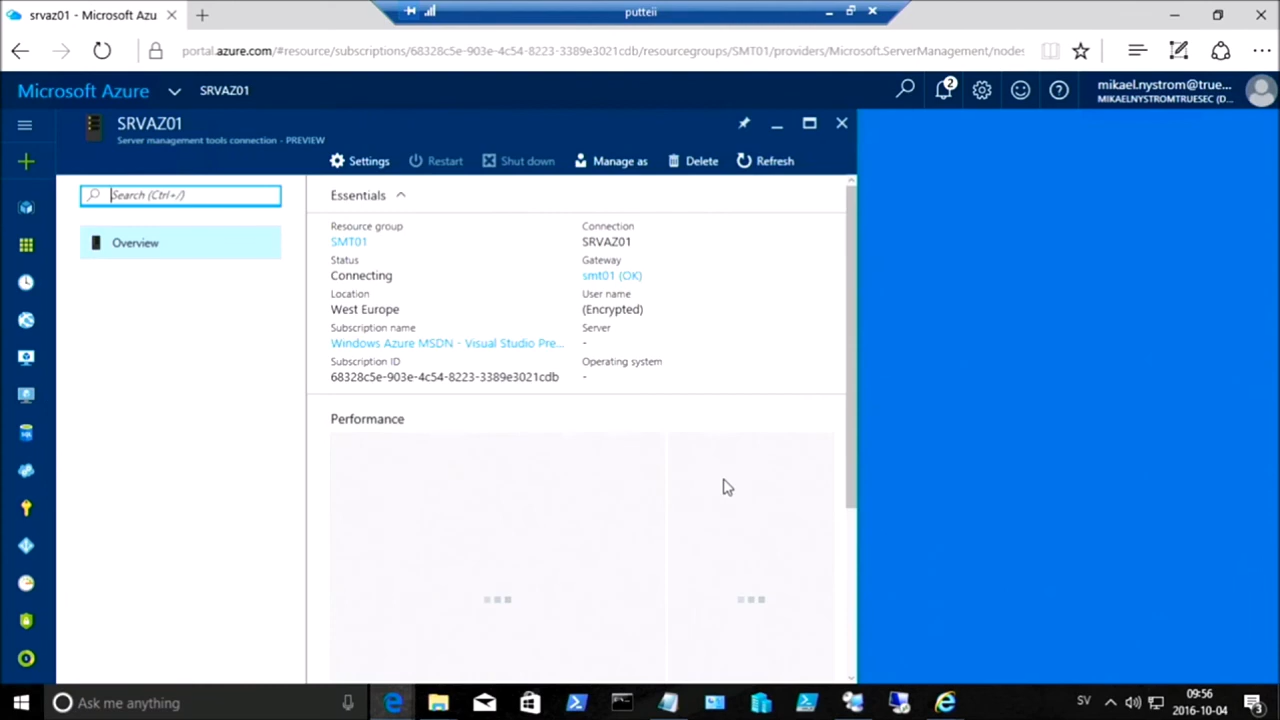 srvaz01 - Microsoft Azu
putteii
portal.azure.com/#resource/subscriptions/68328c5e-903e-4c54-8223-3389e3021cdb/resourcegroups/SMT01/providers/Microsoft.ServerManagement/nodes
Microsoft Azure
SRVAZ01
2
mikael.nystrom@true...
MIKAELNYSTROMTRUESEC (D...
SRVAZ01
Server management tools connection - PREVIEW
Settings
Restart
Shut down
Manage as
Delete
Refresh
Search (Ctrl+/)
Overview
Essentials
Resource group
SMT01
Connection
SRVAZ01
Status
Connecting
Gateway
smt01 (OK)
Location
West Europe
User name
(Encrypted)
Subscription name
Windows Azure MSDN - Visual Studio Pre...
Server
-
Subscription ID
68328c5e-903e-4c54-8223-3389e3021cdb
Operating system
-
Performance
Ask me anything
SV
09:56
2016-10-04
3